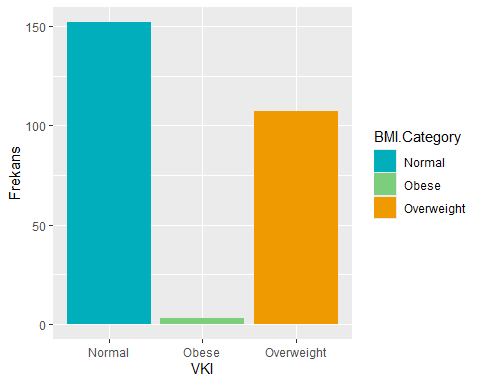 150
100
50
0
Frekans
Normal
Obese
Overweight
VKI
BMI.Category
Normal
Obese
Overweight